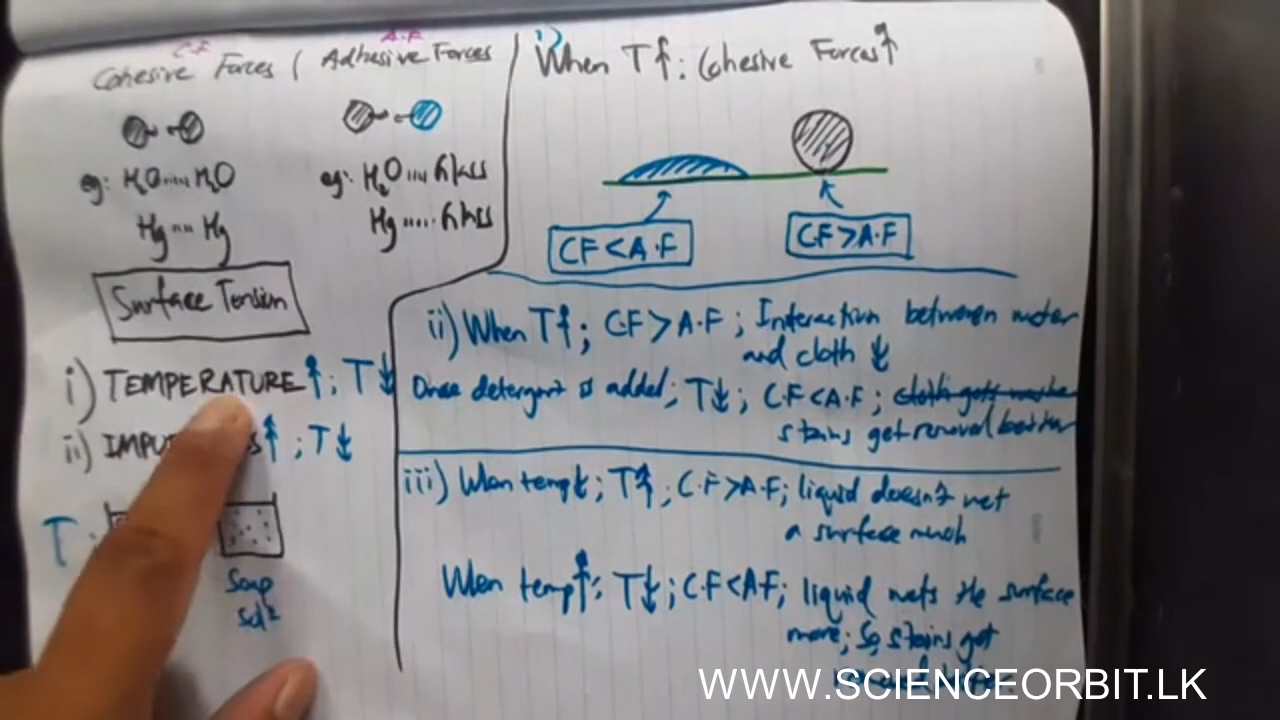 C.F A.F
Cohesive Forces / Adhesive Forces
eg: H2O .... H2O
Hg .... Hg
eg: H2O .... Glass
Hg ..... Glass
Surface Tension
i) TEMPERATURE ↑ ; T↓
ii) ↑ ; T↓
T :
Soap
Sol
i) When T↑ : Cohesive Forces ↑
C.F < A.F
C.F > A.F
ii) When T↑ ; C.F > A.F ; Interaction between water
and cloth ↓
Once detergent is added ; T↓ ; C.F < A.F ; cloth gets
stains get removed better
iii) When temp↓ ; T↑ ; C.F > A.F ; liquid doesn't wet
a surface much
When temp↑ ; T↓ ; C.F < A.F ; liquid wets the surface
more; so, stains get
WWW.SCIENCEORBIT.LK